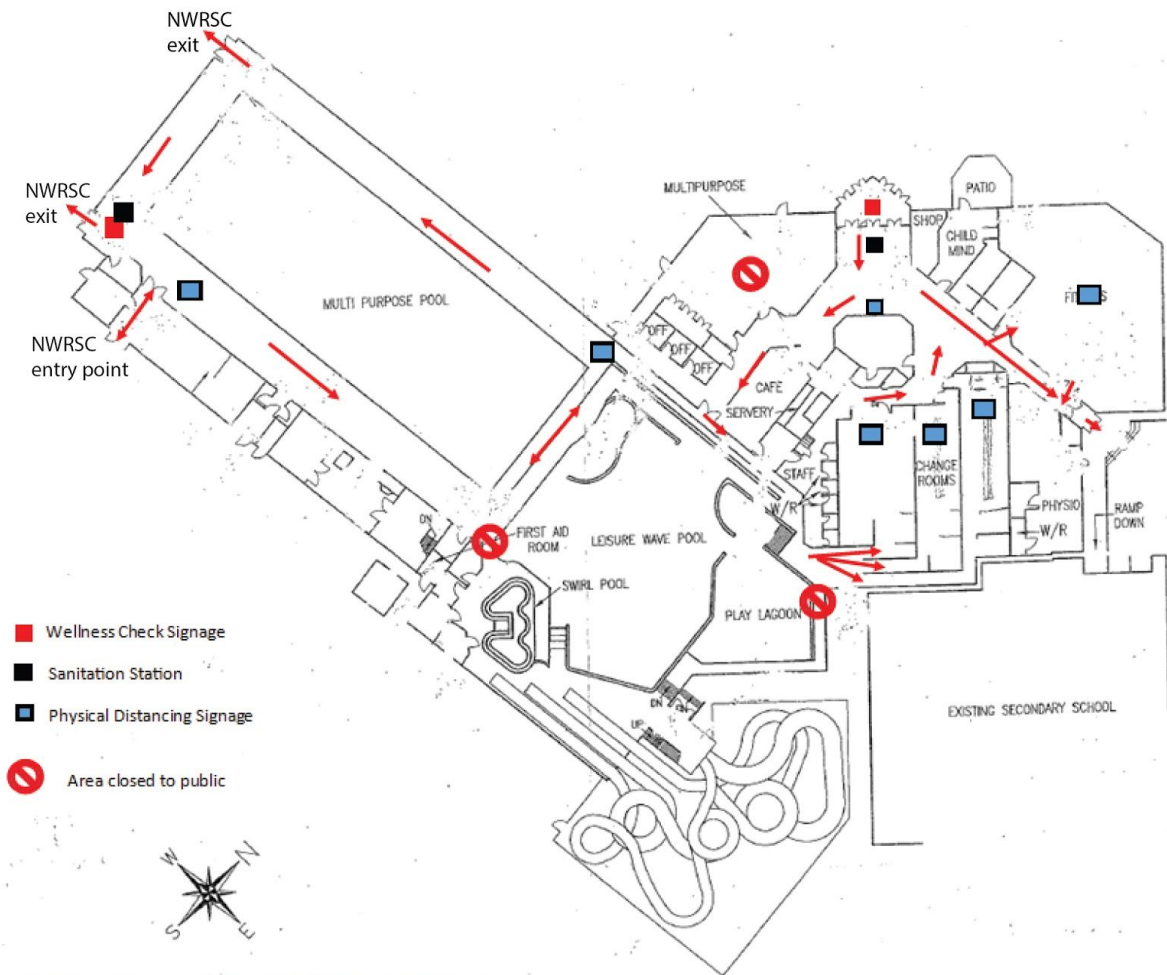 NWRSC
exit
NWRSC
exit
NWRSC
entry point
MULTI PURPOSE POOL
MULTIPURPOSE
PATIO
SHOP
CHILD
MIND
OFF
OFF
OFF
CAFE
SERVERY
STAFF
W/R
CHANGE
ROOMS
PHYSIO
W/R
RAMP
DOWN
DN
FIRST AID
ROOM
LEISURE WAVE POOL
SWIRL POOL
PLAY LAGOON
DN
DN
UP
EXISTING SECONDARY SCHOOL
Wellness Check Signage
Sanitation Station
Physical Distancing Signage
Area closed to public
W
N
S
E